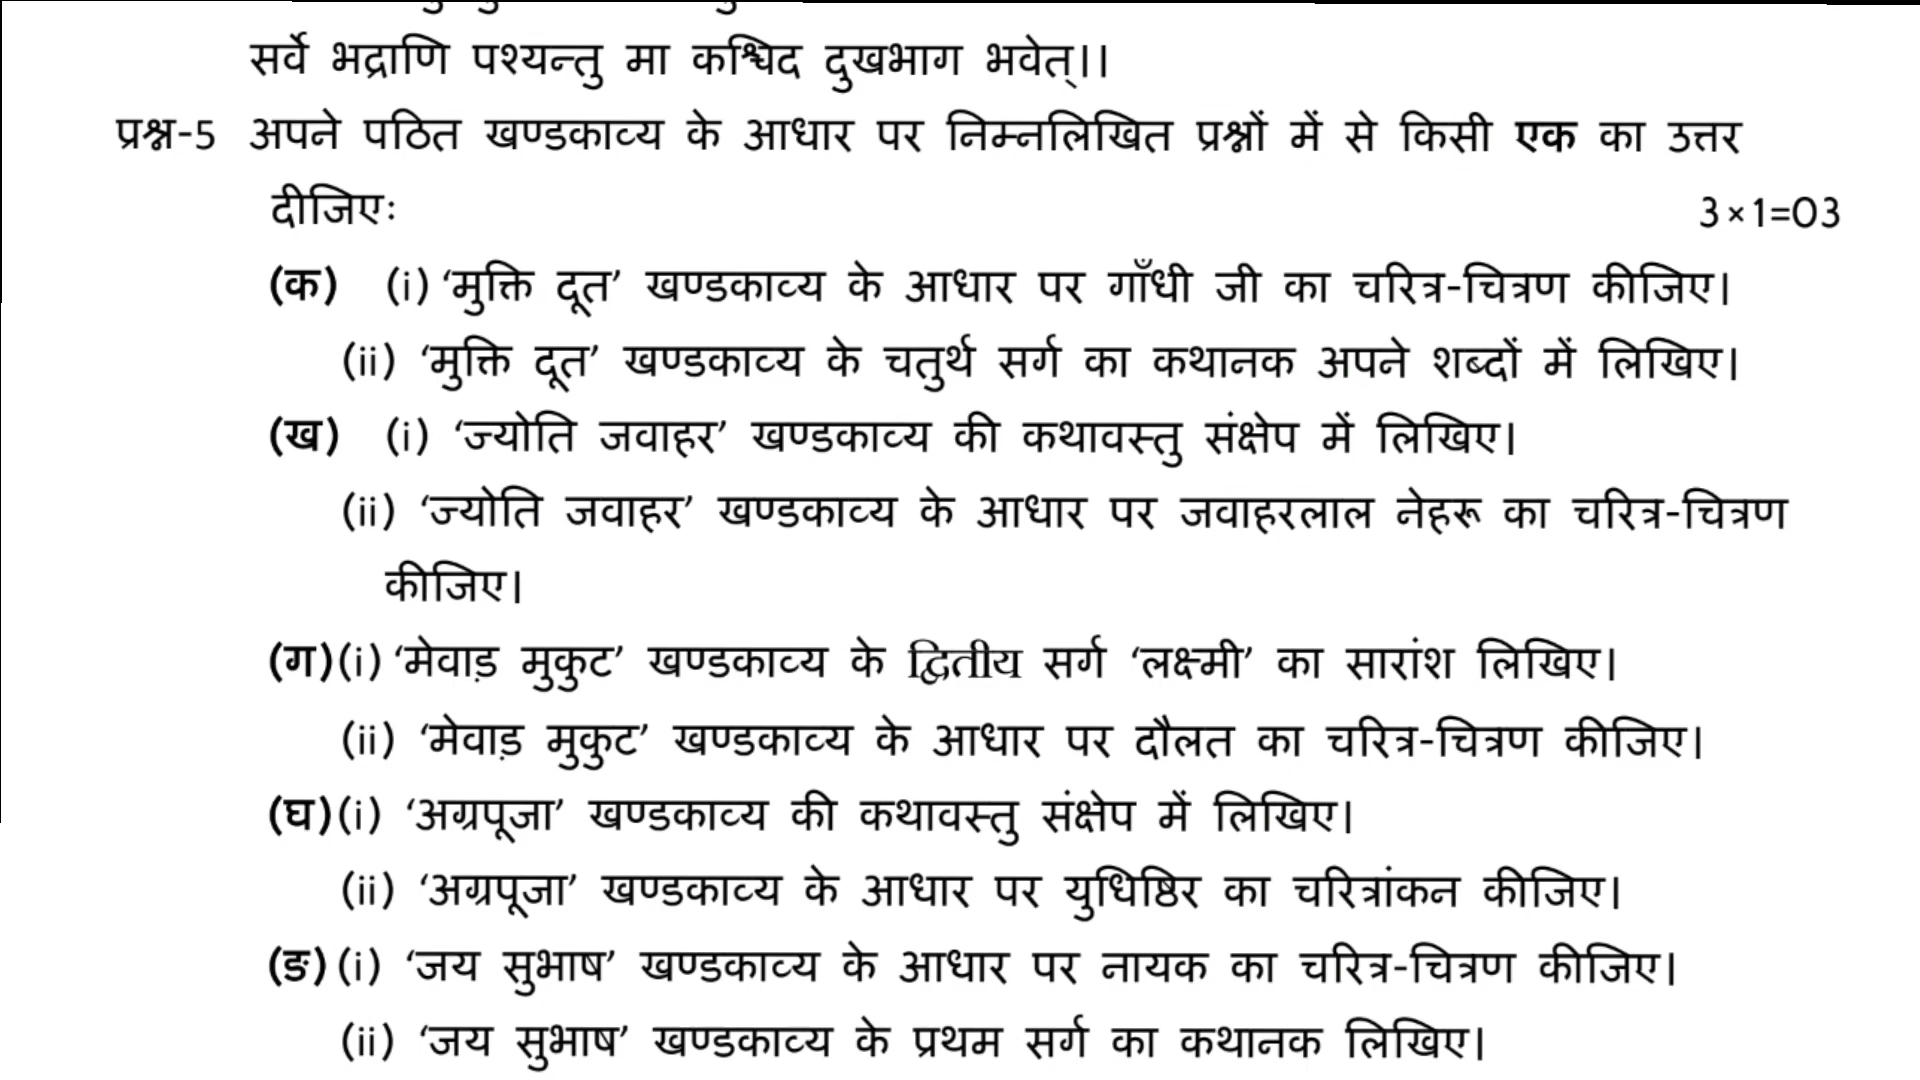 सर्वे भद्राणि पश्यन्तु मा कश्चिद दुखभाग भवेत्।।
प्रश्न-5 अपने पठित खण्डकाव्य के आधार पर निम्नलिखित प्रश्नों में से किसी एक का उत्तर
दीजिएः 3×1=03
(क) (i) ‘मुक्ति दूत’ खण्डकाव्य के आधार पर गाँधी जी का चरित्र-चित्रण कीजिए।
(ii) ‘मुक्ति दूत’ खण्डकाव्य के चतुर्थ सर्ग का कथानक अपने शब्दों में लिखिए।
(ख) (i) ‘ज्योति जवाहर’ खण्डकाव्य की कथावस्तु संक्षेप में लिखिए।
(ii) ‘ज्योति जवाहर’ खण्डकाव्य के आधार पर जवाहरलाल नेहरू का चरित्र-चित्रण
कीजिए।
(ग)(i) ‘मेवाड़ मुकुट’ खण्डकाव्य के द्वितीय सर्ग ‘लक्ष्मी’ का सारांश लिखिए।
(ii) ‘मेवाड़ मुकुट’ खण्डकाव्य के आधार पर दौलत का चरित्र-चित्रण कीजिए।
(घ)(i) ‘अग्रपूजा’ खण्डकाव्य की कथावस्तु संक्षेप में लिखिए।
(ii) ‘अग्रपूजा’ खण्डकाव्य के आधार पर युधिष्ठिर का चरित्रांकन कीजिए।
(ङ)(i) ‘जय सुभाष’ खण्डकाव्य के आधार पर नायक का चरित्र-चित्रण कीजिए।
(ii) ‘जय सुभाष’ खण्डकाव्य के प्रथम सर्ग का कथानक लिखिए।